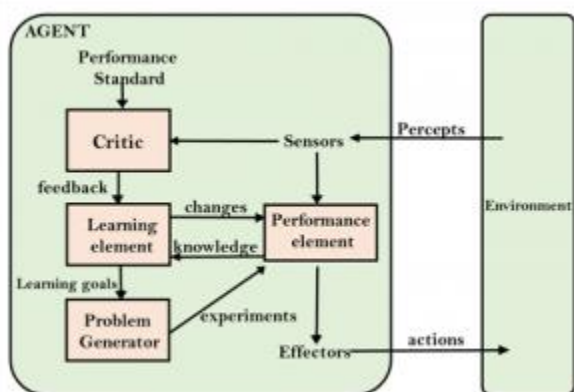 AGENT
Performance
Standard
Critic
Sensors
Percepts
feedback
changes
Learning
element
Performance
element
Environment
knowledge
Learning goals
Problem
Generator
experiments
Effectors
actions